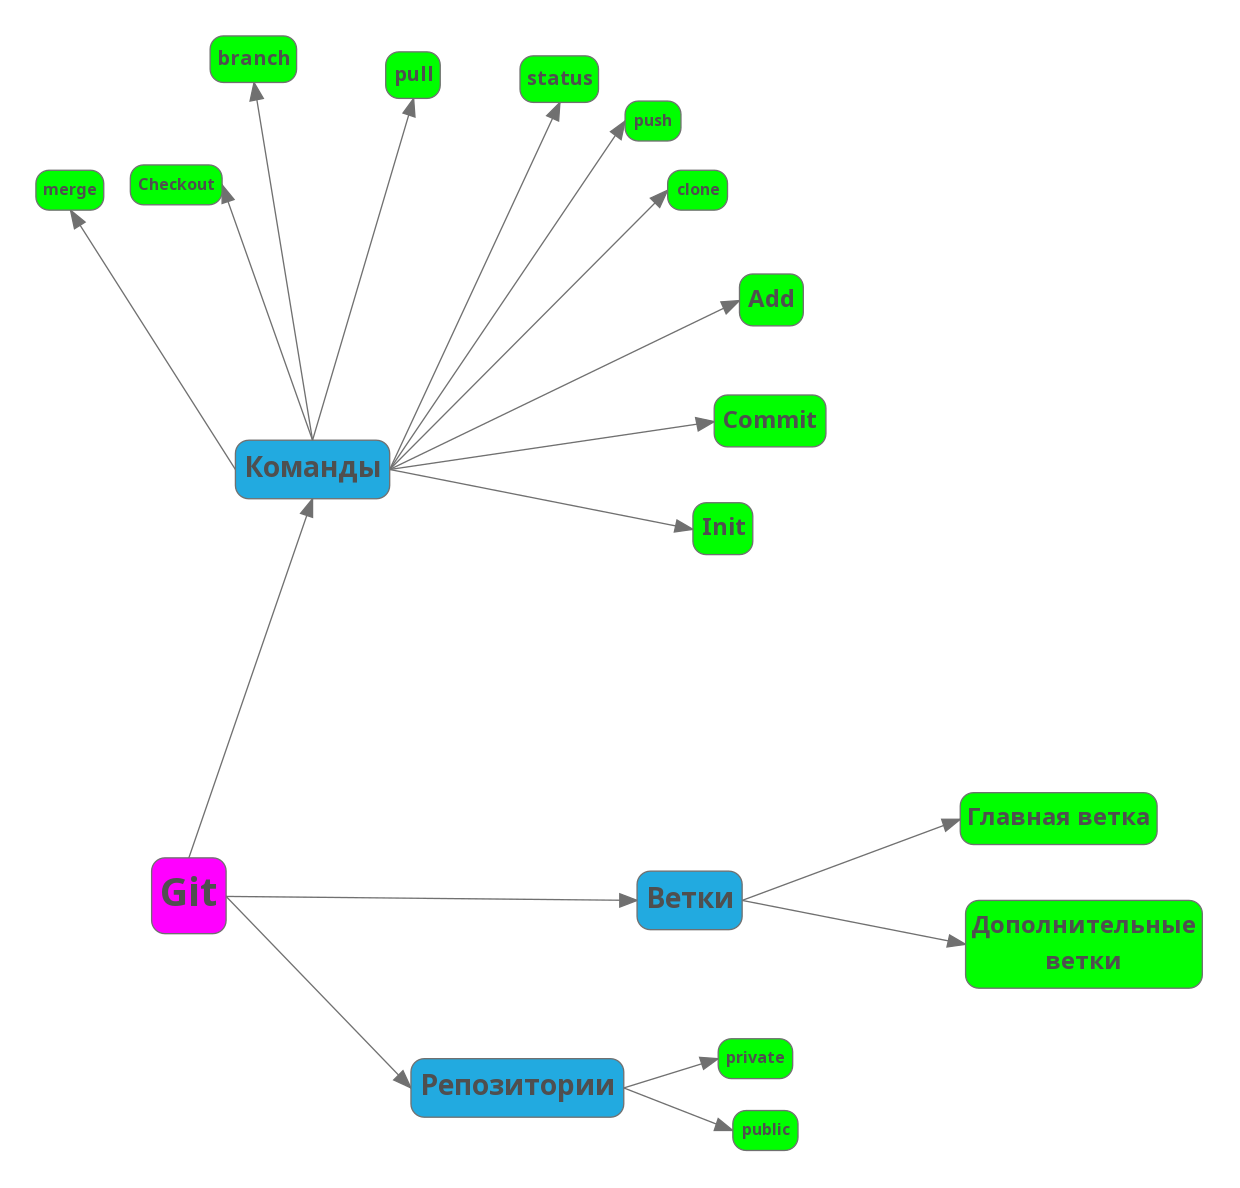 branch
pull
status
push
merge
Checkout
clone
Add
Commit
Команды
Init
Главная ветка
Git
Ветки
Дополнительные
ветки
private
Репозитории
public